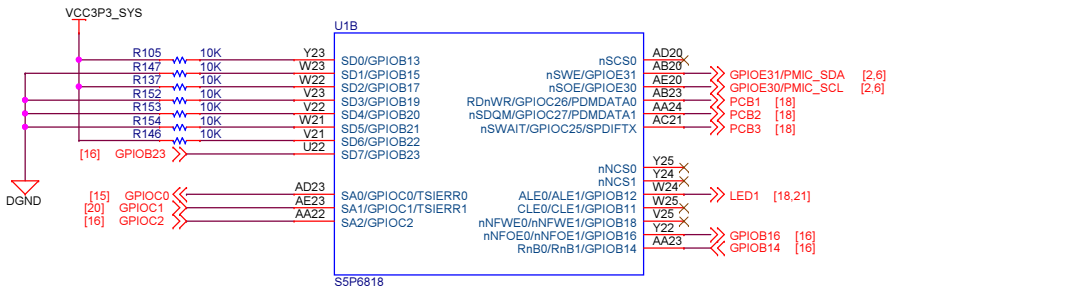 VCC3P3_SYS
U1B
R105 10K Y23 SD0/GPIOB13 nSCS0 AD20
R147 10K W23 SD1/GPIOB15 nSWE/GPIOE31 AB20 GPIOE31/PMIC_SDA [2,6]
R137 10K W22 SD2/GPIOB17 nSOE/GPIOE30 AE20 GPIOE30/PMIC_SCL [2,6]
R152 10K V23 SD3/GPIOB19 RDnWR/GPIOC26/PDMDATA0 AB23 PCB1 [18]
R153 10K V22 SD4/GPIOB20 nSDQM/GPIOC27/PDMDATA1 AA24 PCB2 [18]
R154 10K W21 SD5/GPIOB21 nSWAIT/GPIOC25/SPDIFTX AC21 PCB3 [18]
R146 10K V21 SD6/GPIOB22
[16] GPIOB23 U22 SD7/GPIOB23
nNCS0 Y25
nNCS1 Y24
DGND
[15] GPIOC0 AD23 SA0/GPIOC0/TSIERR0 ALE0/ALE1/GPIOB12 W24 LED1 [18,21]
[20] GPIOC1 AE23 SA1/GPIOC1/TSIERR1 CLE0/CLE1/GPIOB11 W25
[16] GPIOC2 AA22 SA2/GPIOC2 nNFWE0/nNFWE1/GPIOB18 V25
nNFOE0/nNFOE1/GPIOB16 Y22 GPIOB16 [16]
RnB0/RnB1/GPIOB14 AA23 GPIOB14 [16]
S5P6818